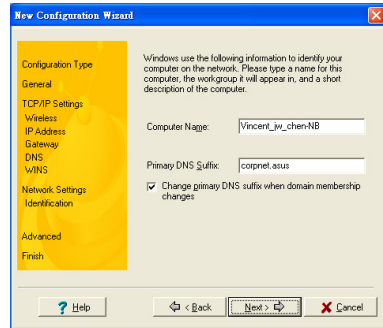 New Configuration Wizard
Configuration Type
General
TCP/IP Settings
Wireless
IP Address
Gateway
DNS
WINS
Network Settings
Identification
Advanced
Finish
Windows use the following information to identify your
computer on the network. Please type a name for this
computer, the workgroup it will appear in, and a short
description of the computer.
Computer Name: Vincent_jw_chen-NB
Primary DNS Suffix: corpnet.asus
Change primary DNS suffix when domain membership
changes
? Help
< Back
Next >
Cancel